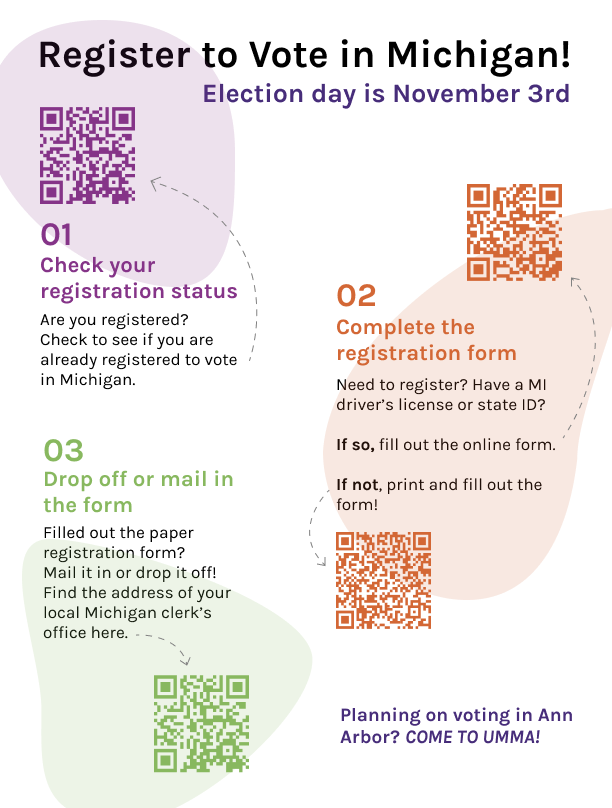 Register to Vote in Michigan!
Election day is November 3rd
01
Check your
registration status
Are you registered?
Check to see if you are
already registered to vote
in Michigan.
02
Complete the
registration form
Need to register? Have a MI
driver's license or state ID?
If so, fill out the online form.
If not, print and fill out the
form!
03
Drop off or mail in
the form
Filled out the paper
registration form?
Mail it in or drop it off!
Find the address of your
local Michigan clerk's
office here.
Planning on voting in Ann
Arbor? COME TO UMMA!